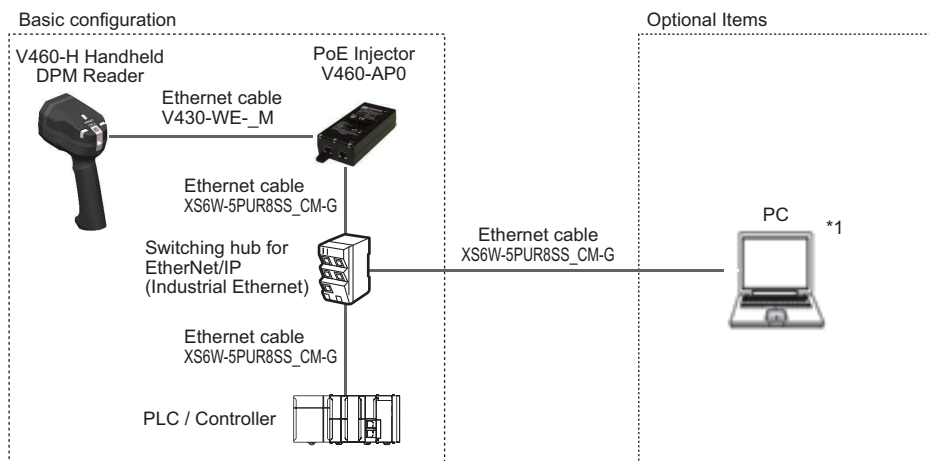 Basic configuration
Optional Items
V460-H Handheld
DPM Reader
PoE Injector
V460-AP0
Ethernet cable
V430-WE-_M
Ethernet cable
XS6W-5PUR8SS_CM-G
Switching hub for
EtherNet/IP
(Industrial Ethernet)
Ethernet cable
XS6W-5PUR8SS_CM-G
PC
*1
Ethernet cable
XS6W-5PUR8SS_CM-G
PLC / Controller